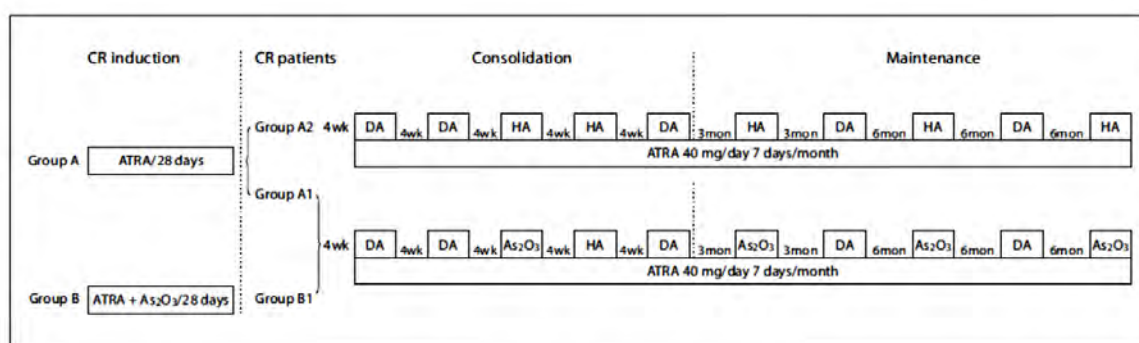 CR induction CR patients Consolidation Maintenance
Group A2 4wk DA 4wk DA 4wk HA 4wk HA 4wk DA 3mon HA 3mon DA 6mon HA 6mon DA 6mon HA
ATRA 40 mg/day 7 days/month
Group A ATRA/28 days
Group A1
4wk DA 4wk DA 4wk As₂O₃ 4wk HA 4wk DA 3mon As₂O₃ 3mon DA 6mon As₂O₃ 6mon DA 6mon As₂O₃
ATRA 40 mg/day 7 days/month
Group B ATRA + As₂O₃/28 days Group B1